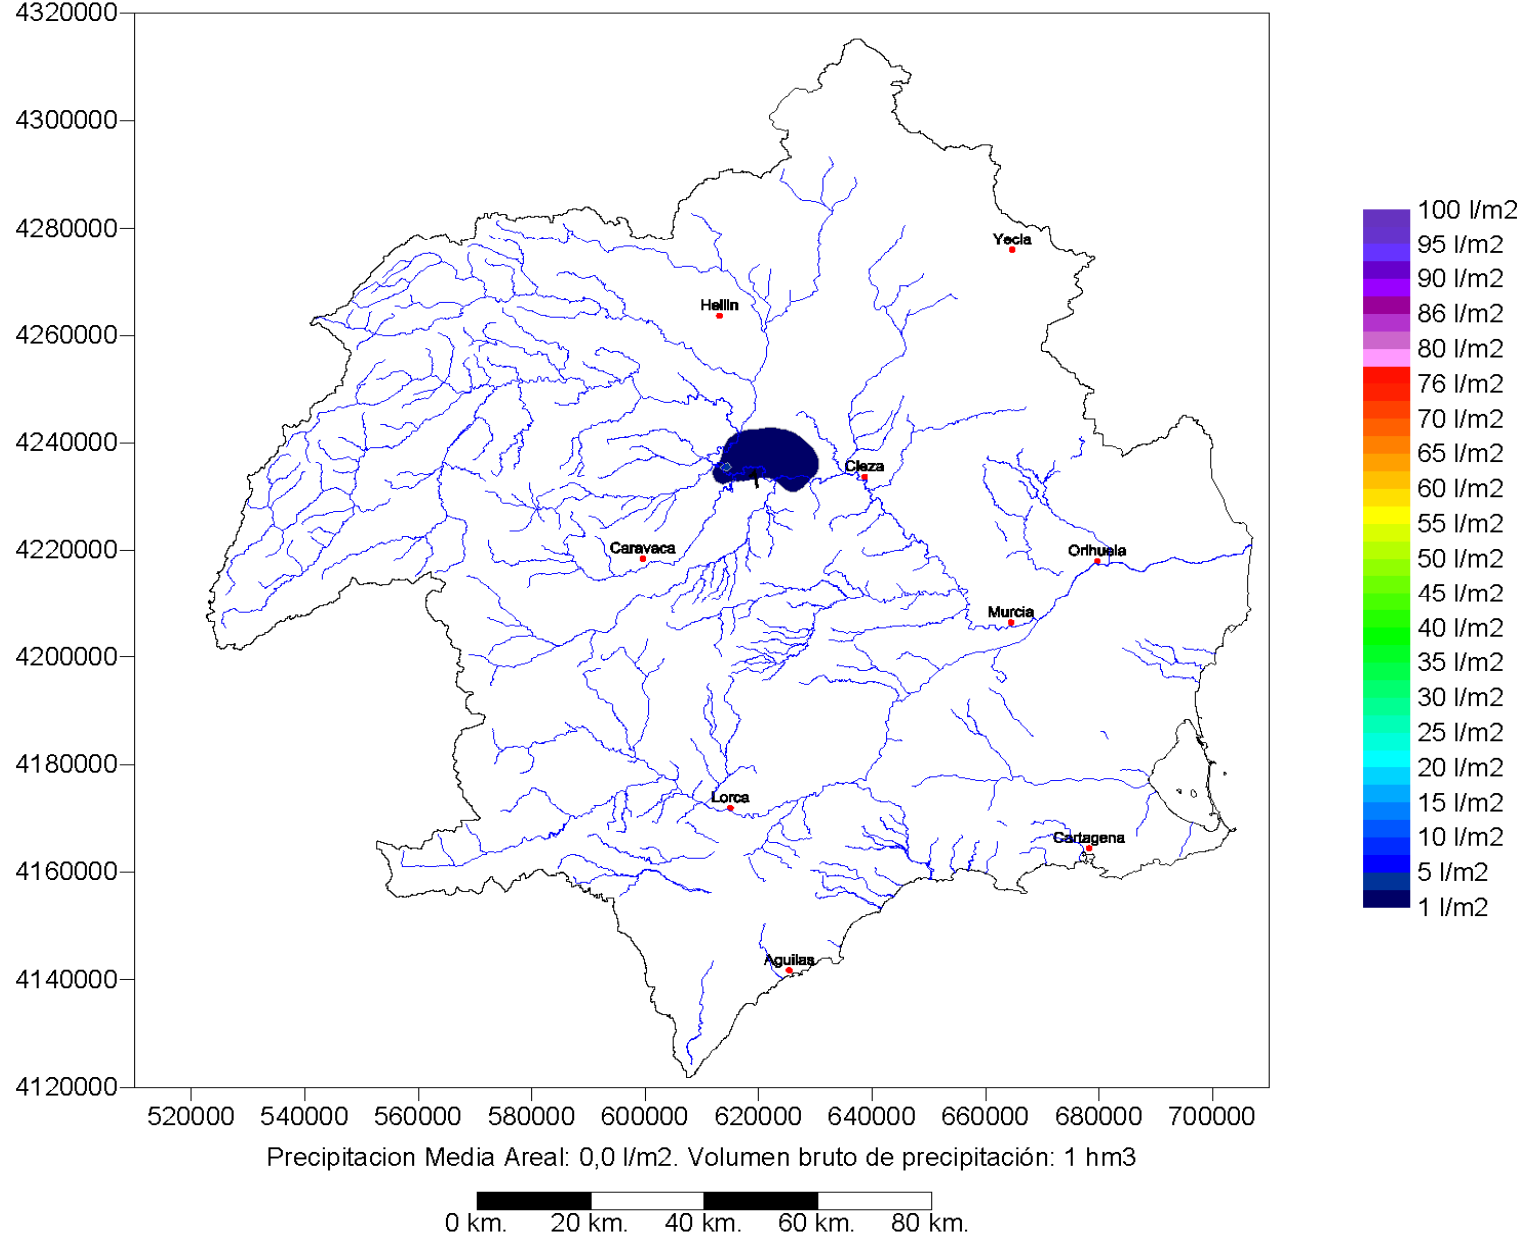 4320000
4300000
4280000
4260000
4240000
4220000
4200000
4180000
4160000
4140000
4120000
520000 540000 560000 580000 600000 620000 640000 660000 680000 700000
Yecla
Hellin
Cieza
Caravaca
Orihuela
Murcia
Lorca
Cartagena
Aguilas
1
100 l/m2
95 l/m2
90 l/m2
86 l/m2
80 l/m2
76 l/m2
70 l/m2
65 l/m2
60 l/m2
55 l/m2
50 l/m2
45 l/m2
40 l/m2
35 l/m2
30 l/m2
25 l/m2
20 l/m2
15 l/m2
10 l/m2
5 l/m2
1 l/m2
Precipitacion Media Areal: 0,0 l/m2. Volumen bruto de precipitación: 1 hm3
0 km. 20 km. 40 km. 60 km. 80 km.